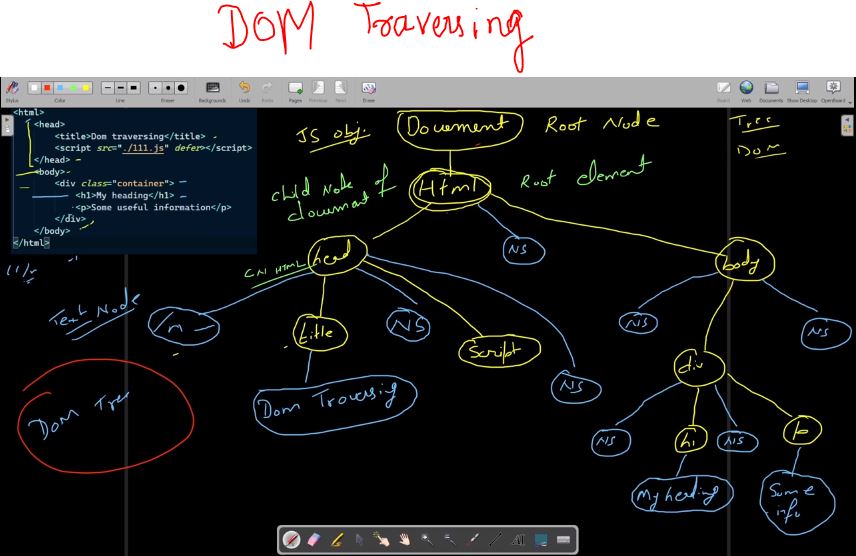 DOM Traversing
Stylus
Color
Line
Eraser
Backgrounds
Undo
Redo
Pages
Previous
Next
Erase
Board
Web
Documents
Show Desktop
OpenBoard
<html>
<head>
<title>Dom traversing</title>
<script src="./111.js" defer></script>
</head>
<body>
<div class="container">
<h1>My heading</h1>
<p>Some useful information</p>
</div>
</body>
</html>
JS obj.
Document
Root Node
Tree
DOM
Child Node of
document
Html
Root element
head
NS
body
CN HTML
Text Node
/n
title
NS
Script
NS
NS
NS
Dom Troversing
div
Dom Tree
NS
h1
NS
p
My heading
Some
info